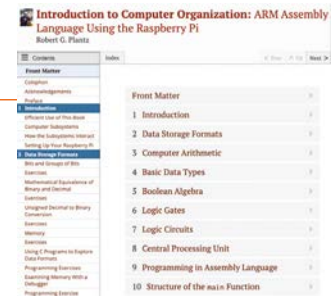 Introduction to Computer Organization: ARM Assembly
Language Using the Raspberry Pi
Robert G. Plantz
Contents
Index
Prev
Up
Next >
Front Matter
Colophon
Acknowledgements
Preface
1 Introduction
Efficient Use of This Book
Computer Subsystems
How the Subsystems Interact
Setting Up Your Raspberry Pi
2 Data Storage Formats
Bits and Groups of Bits
Exercises
Mathematical Equivalence of
Binary and Decimal
Exercises
Unsigned Decimal to Binary
Conversion
Exercises
Memory
Exercises
Using C Programs to Explore
Data Formats
Programming Exercises
Examining Memory With a
Debugger
Programming Exercise
Front Matter
1 Introduction
2 Data Storage Formats
3 Computer Arithmetic
4 Basic Data Types
5 Boolean Algebra
6 Logic Gates
7 Logic Circuits
8 Central Processing Unit
9 Programming in Assembly Language
10 Structure of the main Function